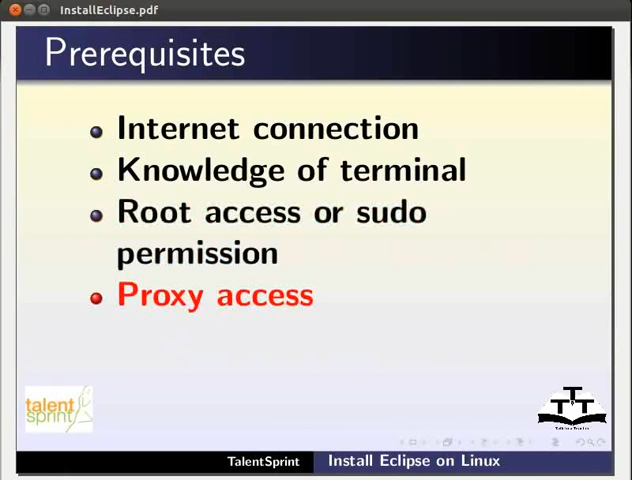 InstallEclipse.pdf
Prerequisites
Internet connection
Knowledge of terminal
Root access or sudo
permission
Proxy access
talent
sprint
TalentSprint
Install Eclipse on Linux